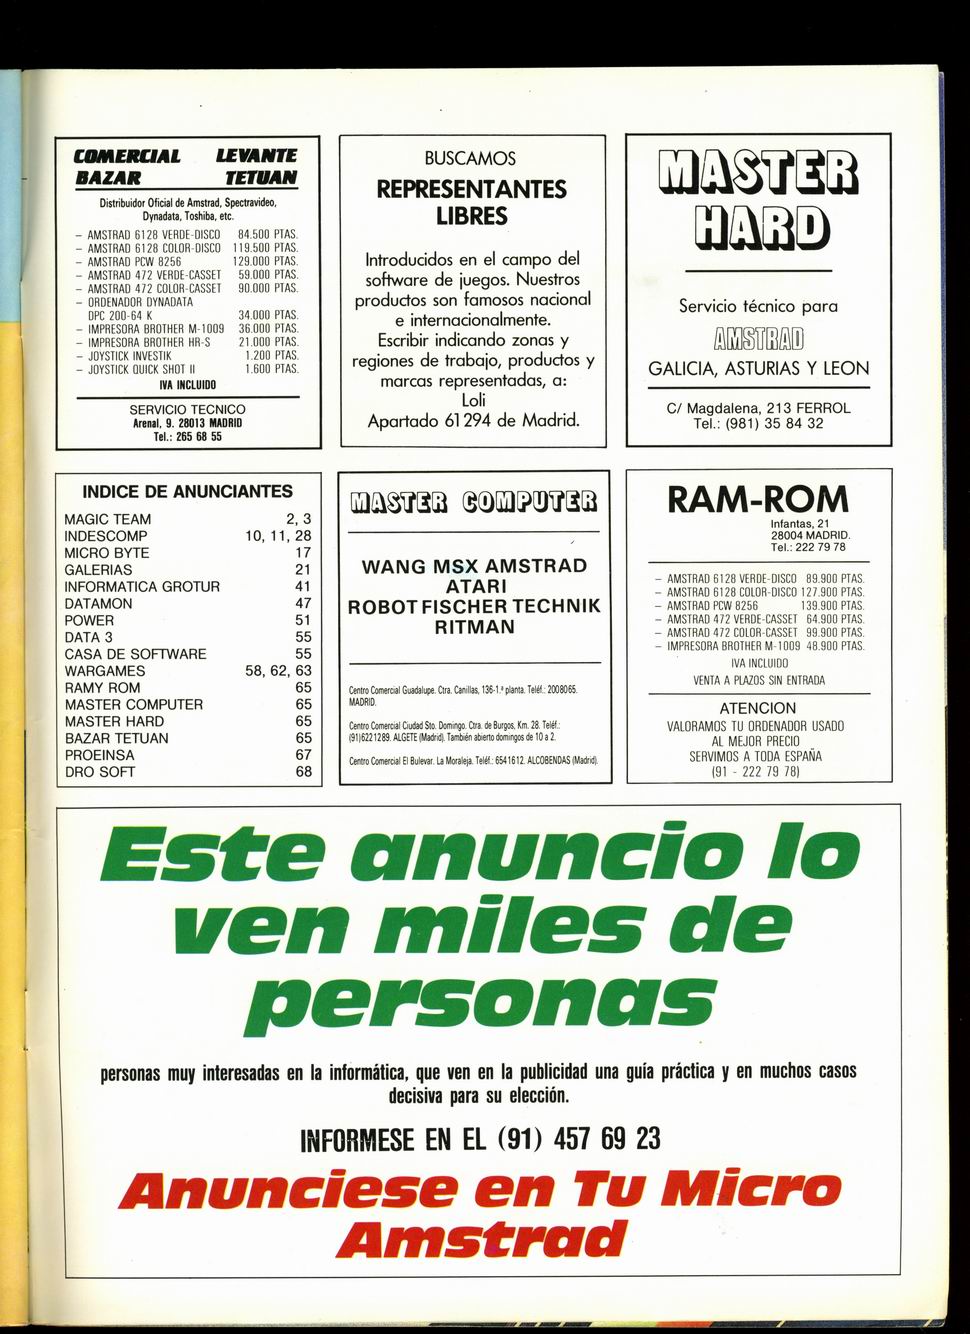 COMERCIAL LEVANTE
BAZAR TETUAN
Distribuidor Oficial de Amstrad, Spectravideo,
Dynadata, Toshiba, etc.
– AMSTRAD 6128 VERDE-DISCO 84.500 PTAS.
– AMSTRAD 6128 COLOR-DISCO 119.500 PTAS.
– AMSTRAD PCW 8256 129.000 PTAS.
– AMSTRAD 472 VERDE-CASSET 59.000 PTAS.
– AMSTRAD 472 COLOR-CASSET 90.000 PTAS.
– ORDENADOR DYNADATA
DPC 200-64 K 34.000 PTAS.
– IMPRESORA BROTHER M-1009 36.000 PTAS.
– IMPRESORA BROTHER HR-S 21.000 PTAS.
– JOYSTICK INVESTIK 1.200 PTAS.
– JOYSTICK QUICK SHOT II 1.600 PTAS.
IVA INCLUIDO
SERVICIO TECNICO
Arenal, 9. 28013 MADRID
Tel.: 265 68 55
BUSCAMOS
REPRESENTANTES
LIBRES
Introducidos en el campo del
software de juegos. Nuestros
productos son famosos nacional
e internacionalmente.
Escribir indicando zonas y
regiones de trabajo, productos y
marcas representadas, a:
Loli
Apartado 61294 de Madrid.
MASTER
HARD
Servicio técnico para
AMSTRAD
GALICIA, ASTURIAS Y LEON
C/ Magdalena, 213 FERROL
Tel.: (981) 35 84 32
INDICE DE ANUNCIANTES
MAGIC TEAM 2, 3
INDESCOMP 10, 11, 28
MICRO BYTE 17
GALERIAS 21
INFORMATICA GROTUR 41
DATAMON 47
POWER 51
DATA 3 55
CASA DE SOFTWARE 55
WARGAMES 58, 62, 63
RAMY ROM 65
MASTER COMPUTER 65
MASTER HARD 65
BAZAR TETUAN 65
PROEINSA 67
DRO SOFT 68
MASTER COMPUTER
WANG MSX AMSTRAD
ATARI
ROBOT FISCHER TECHNIK
RITMAN
Centro Comercial Guadalupe. Ctra. Canillas, 136-1.ª planta. Teléf.: 2008065.
MADRID.
Centro Comercial Ciudad Sto. Domingo. Ctra. de Burgos, Km. 28. Teléf.:
(91)6221289. ALGETE (Madrid). También abierto domingos de 10 a 2.
Centro Comercial El Bulevar. La Moraleja. Teléf.: 6541612. ALCOBENDAS (Madrid).
RAM-ROM
Infantas, 21
28004 MADRID.
Tel.: 222 79 78
– AMSTRAD 6128 VERDE-DISCO 89.900 PTAS.
– AMSTRAD 6128 COLOR-DISCO 127.900 PTAS.
– AMSTRAD PCW 8256 139.900 PTAS.
– AMSTRAD 472 VERDE-CASSET 64.900 PTAS.
– AMSTRAD 472 COLOR-CASSET 99.900 PTAS.
– IMPRESORA BROTHER M-1009 48.900 PTAS.
IVA INCLUIDO
VENTA A PLAZOS SIN ENTRADA
ATENCION
VALORAMOS TU ORDENADOR USADO
AL MEJOR PRECIO
SERVIMOS A TODA ESPAÑA
(91 - 222 79 78)
Este anuncio lo
ven miles de
personas
personas muy interesadas en la informática, que ven en la publicidad una guía práctica y en muchos casos
decisiva para su elección.
INFORMESE EN EL (91) 457 69 23
Anunciese en Tu Micro
Amstrad